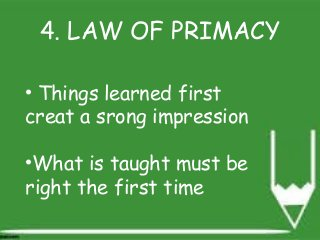 4. LAW OF PRIMACY
• Things learned first
creat a srong impression
•What is taught must be
right the first time